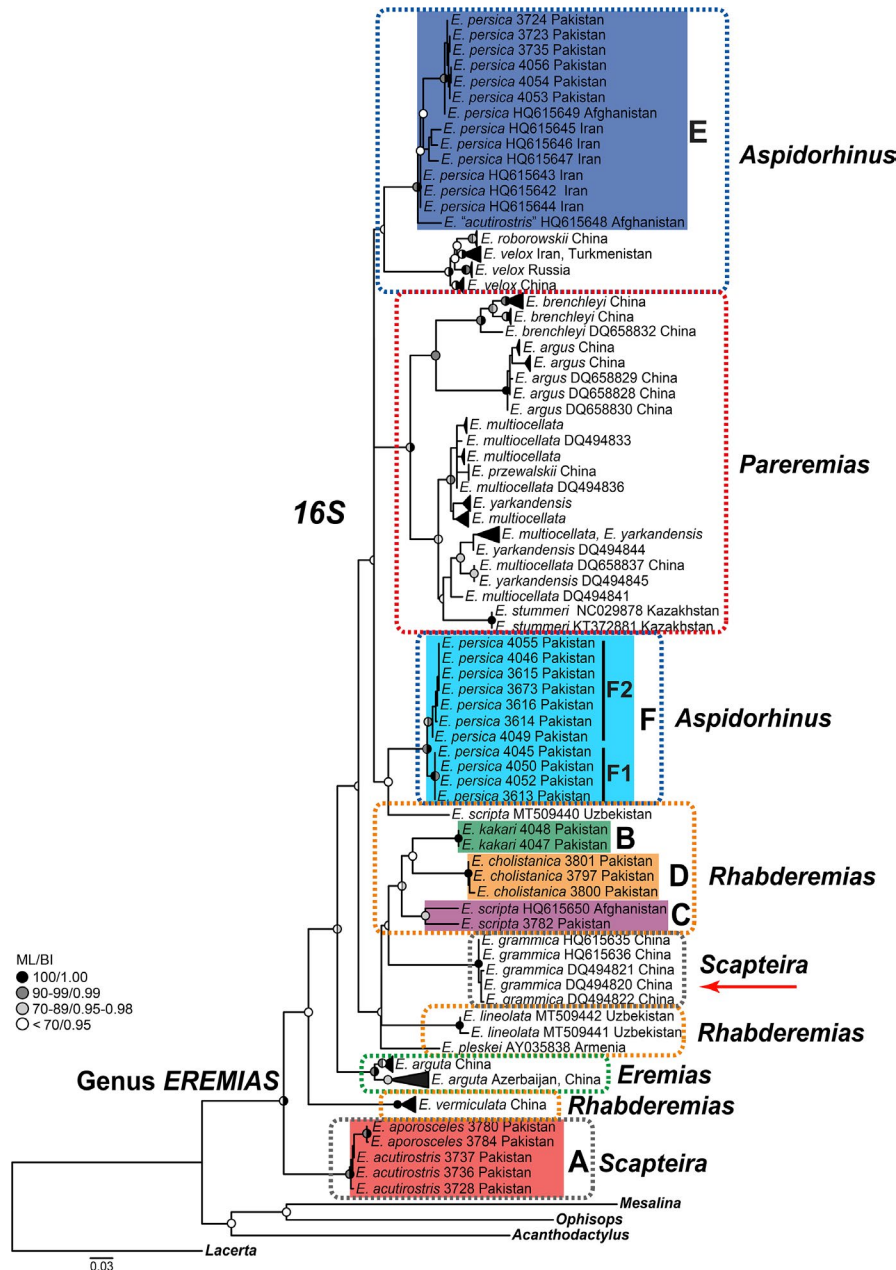 E. persica 3724 Pakistan
E. persica 3723 Pakistan
E. persica 3735 Pakistan
E. persica 4056 Pakistan
E. persica 4054 Pakistan
E. persica 4053 Pakistan
E. persica HQ615649 Afghanistan
E. persica HQ615645 Iran
E. persica HQ615646 Iran
E. persica HQ615647 Iran
E. persica HQ615643 Iran
E. persica HQ615642 Iran
E. persica HQ615644 Iran
E. "acutirostris" HQ615648 Afghanistan
E
Aspidorhinus
E. roborowskii China
E. velox Iran, Turkmenistan
E. velox Russia
E. velox China
E. brenchleyi China
E. brenchleyi China
E. brenchleyi DQ658832 China
E. argus China
E. argus China
E. argus DQ658829 China
E. argus DQ658828 China
E. argus DQ658830 China
E. multiocellata
E. multiocellata DQ494833
E. multiocellata
E. przewalskii China
E. multiocellata DQ494836
E. yarkandensis
E. multiocellata
E. multiocellata, E. yarkandensis
E. yarkandensis DQ494844
E. multiocellata DQ658837 China
E. yarkandensis DQ494845
E. multiocellata DQ494841
E. stummeri NC029878 Kazakhstan
E. stummeri KT372881 Kazakhstan
Pareremias
16S
E. persica 4055 Pakistan
E. persica 4046 Pakistan
E. persica 3615 Pakistan
E. persica 3673 Pakistan
E. persica 3616 Pakistan
E. persica 3614 Pakistan
E. persica 4049 Pakistan
E. persica 4045 Pakistan
E. persica 4050 Pakistan
E. persica 4052 Pakistan
E. persica 3613 Pakistan
F2
F1
F
Aspidorhinus
E. scripta MT509440 Uzbekistan
E. kakari 4048 Pakistan
E. kakari 4047 Pakistan
B
E. cholistanica 3801 Pakistan
E. cholistanica 3797 Pakistan
E. cholistanica 3800 Pakistan
D
Rhabderemias
E. scripta HQ615650 Afghanistan
E. scripta 3782 Pakistan
C
E. grammica HQ615635 China
E. grammica HQ615636 China
E. grammica DQ494821 China
E. grammica DQ494820 China
E. grammica DQ494822 China
Scapteira
E. lineolata MT509442 Uzbekistan
E. lineolata MT509441 Uzbekistan
E. pleskei AY035838 Armenia
Rhabderemias
E. arguta China
E. arguta Azerbaijan, China
Eremias
E. vermiculata China
Rhabderemias
E. aporosceles 3780 Pakistan
E. aporosceles 3784 Pakistan
E. acutirostris 3737 Pakistan
E. acutirostris 3736 Pakistan
E. acutirostris 3728 Pakistan
A
Scapteira
ML/BI
100/1.00
90-99/0.99
70-89/0.95-0.98
< 70/0.95
Genus EREMIAS
Mesalina
Ophisops
Acanthodactylus
Lacerta
0.03